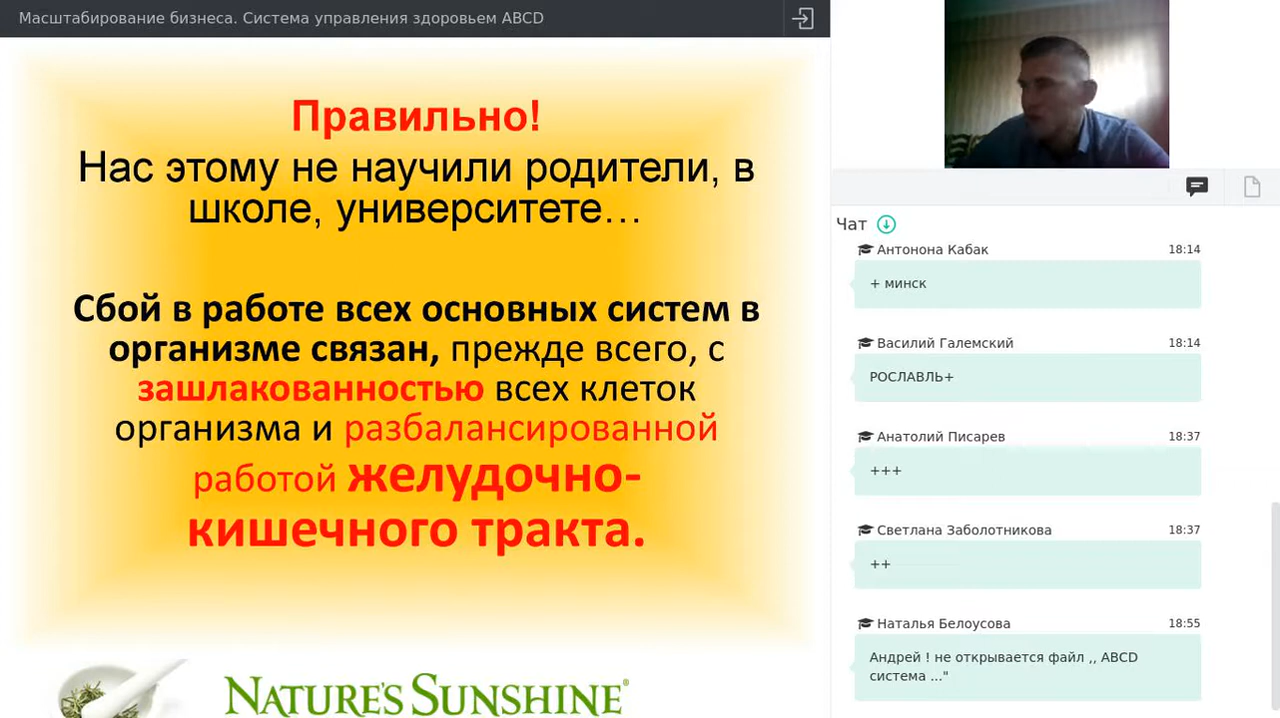 Масштабирование бизнеса. Система управления здоровьем ABCD
Правильно!
Нас этому не научили родители, в
школе, университете...
Сбой в работе всех основных систем в
организме связан, прежде всего, с
зашлакованностью всех клеток
организма и разбалансированной
работой желудочно-
кишечного тракта.
NATURE'S SUNSHINE®
Чат
Антонона Кабак 18:14
+ минск
Василий Галемский 18:14
РОСЛАВЛЬ+
Анатолий Писарев 18:37
+++
Светлана Заболотникова 18:37
++
Наталья Белоусова 18:55
Андрей ! не открывается файл ,, ABCD
система ..."